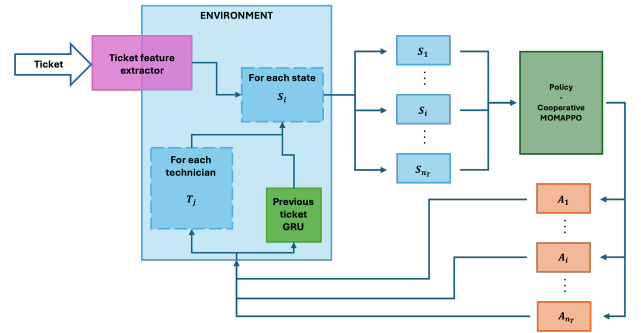 ENVIRONMENT
Ticket
Ticket feature
extractor
For each state
S_i
For each
technician
T_j
Previous
ticket
GRU
S_1
⋮
S_i
⋮
S_{n_T}
Policy
-
Cooperative
MOMAPPO
A_1
⋮
A_i
⋮
A_{n_T}